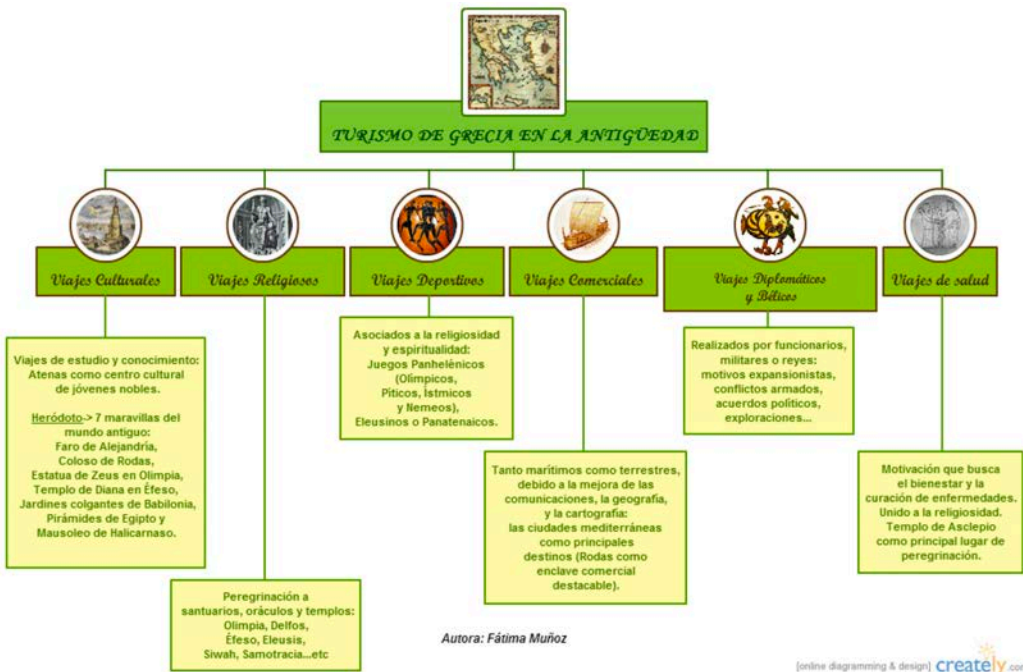 TURISMO DE GRECIA EN LA ANTIGÜEDAD
Viajes Culturales
Viajes de estudio y conocimiento:
Atenas como centro cultural
de jóvenes nobles.
Heródoto-> 7 maravillas del
mundo antiguo:
Faro de Alejandría,
Coloso de Rodas,
Estatua de Zeus en Olimpia,
Templo de Diana en Éfeso,
Jardines colgantes de Babilonia,
Pirámides de Egipto y
Mausoleo de Halicarnaso.
Viajes Religiosos
Peregrinación a
santuarios, oráculos y templos:
Olimpia, Delfos,
Éfeso, Eleusis,
Siwah, Samotracia...etc
Viajes Deportivos
Asociados a la religiosidad
y espiritualidad:
Juegos Panhelénicos
(Olímpicos,
Píticos, Ístmicos
y Nemeos),
Eleusinos o Panatenaicos.
Viajes Comerciales
Tanto marítimos como terrestres,
debido a la mejora de las
comunicaciones, la geografía,
y la cartografía:
las ciudades mediterráneas
como principales
destinos (Rodas como
enclave comercial
destacable).
Viajes Diplomáticos
y Bélicos
Realizados por funcionarios,
militares o reyes:
motivos expansionistas,
conflictos armados,
acuerdos políticos,
exploraciones...
Viajes de salud
Motivación que busca
el bienestar y la
curación de enfermedades.
Unido a la religiosidad.
Templo de Asclepio
como principal lugar de
peregrinación.
Autora: Fátima Muñoz
[online diagramming & design] creately.com